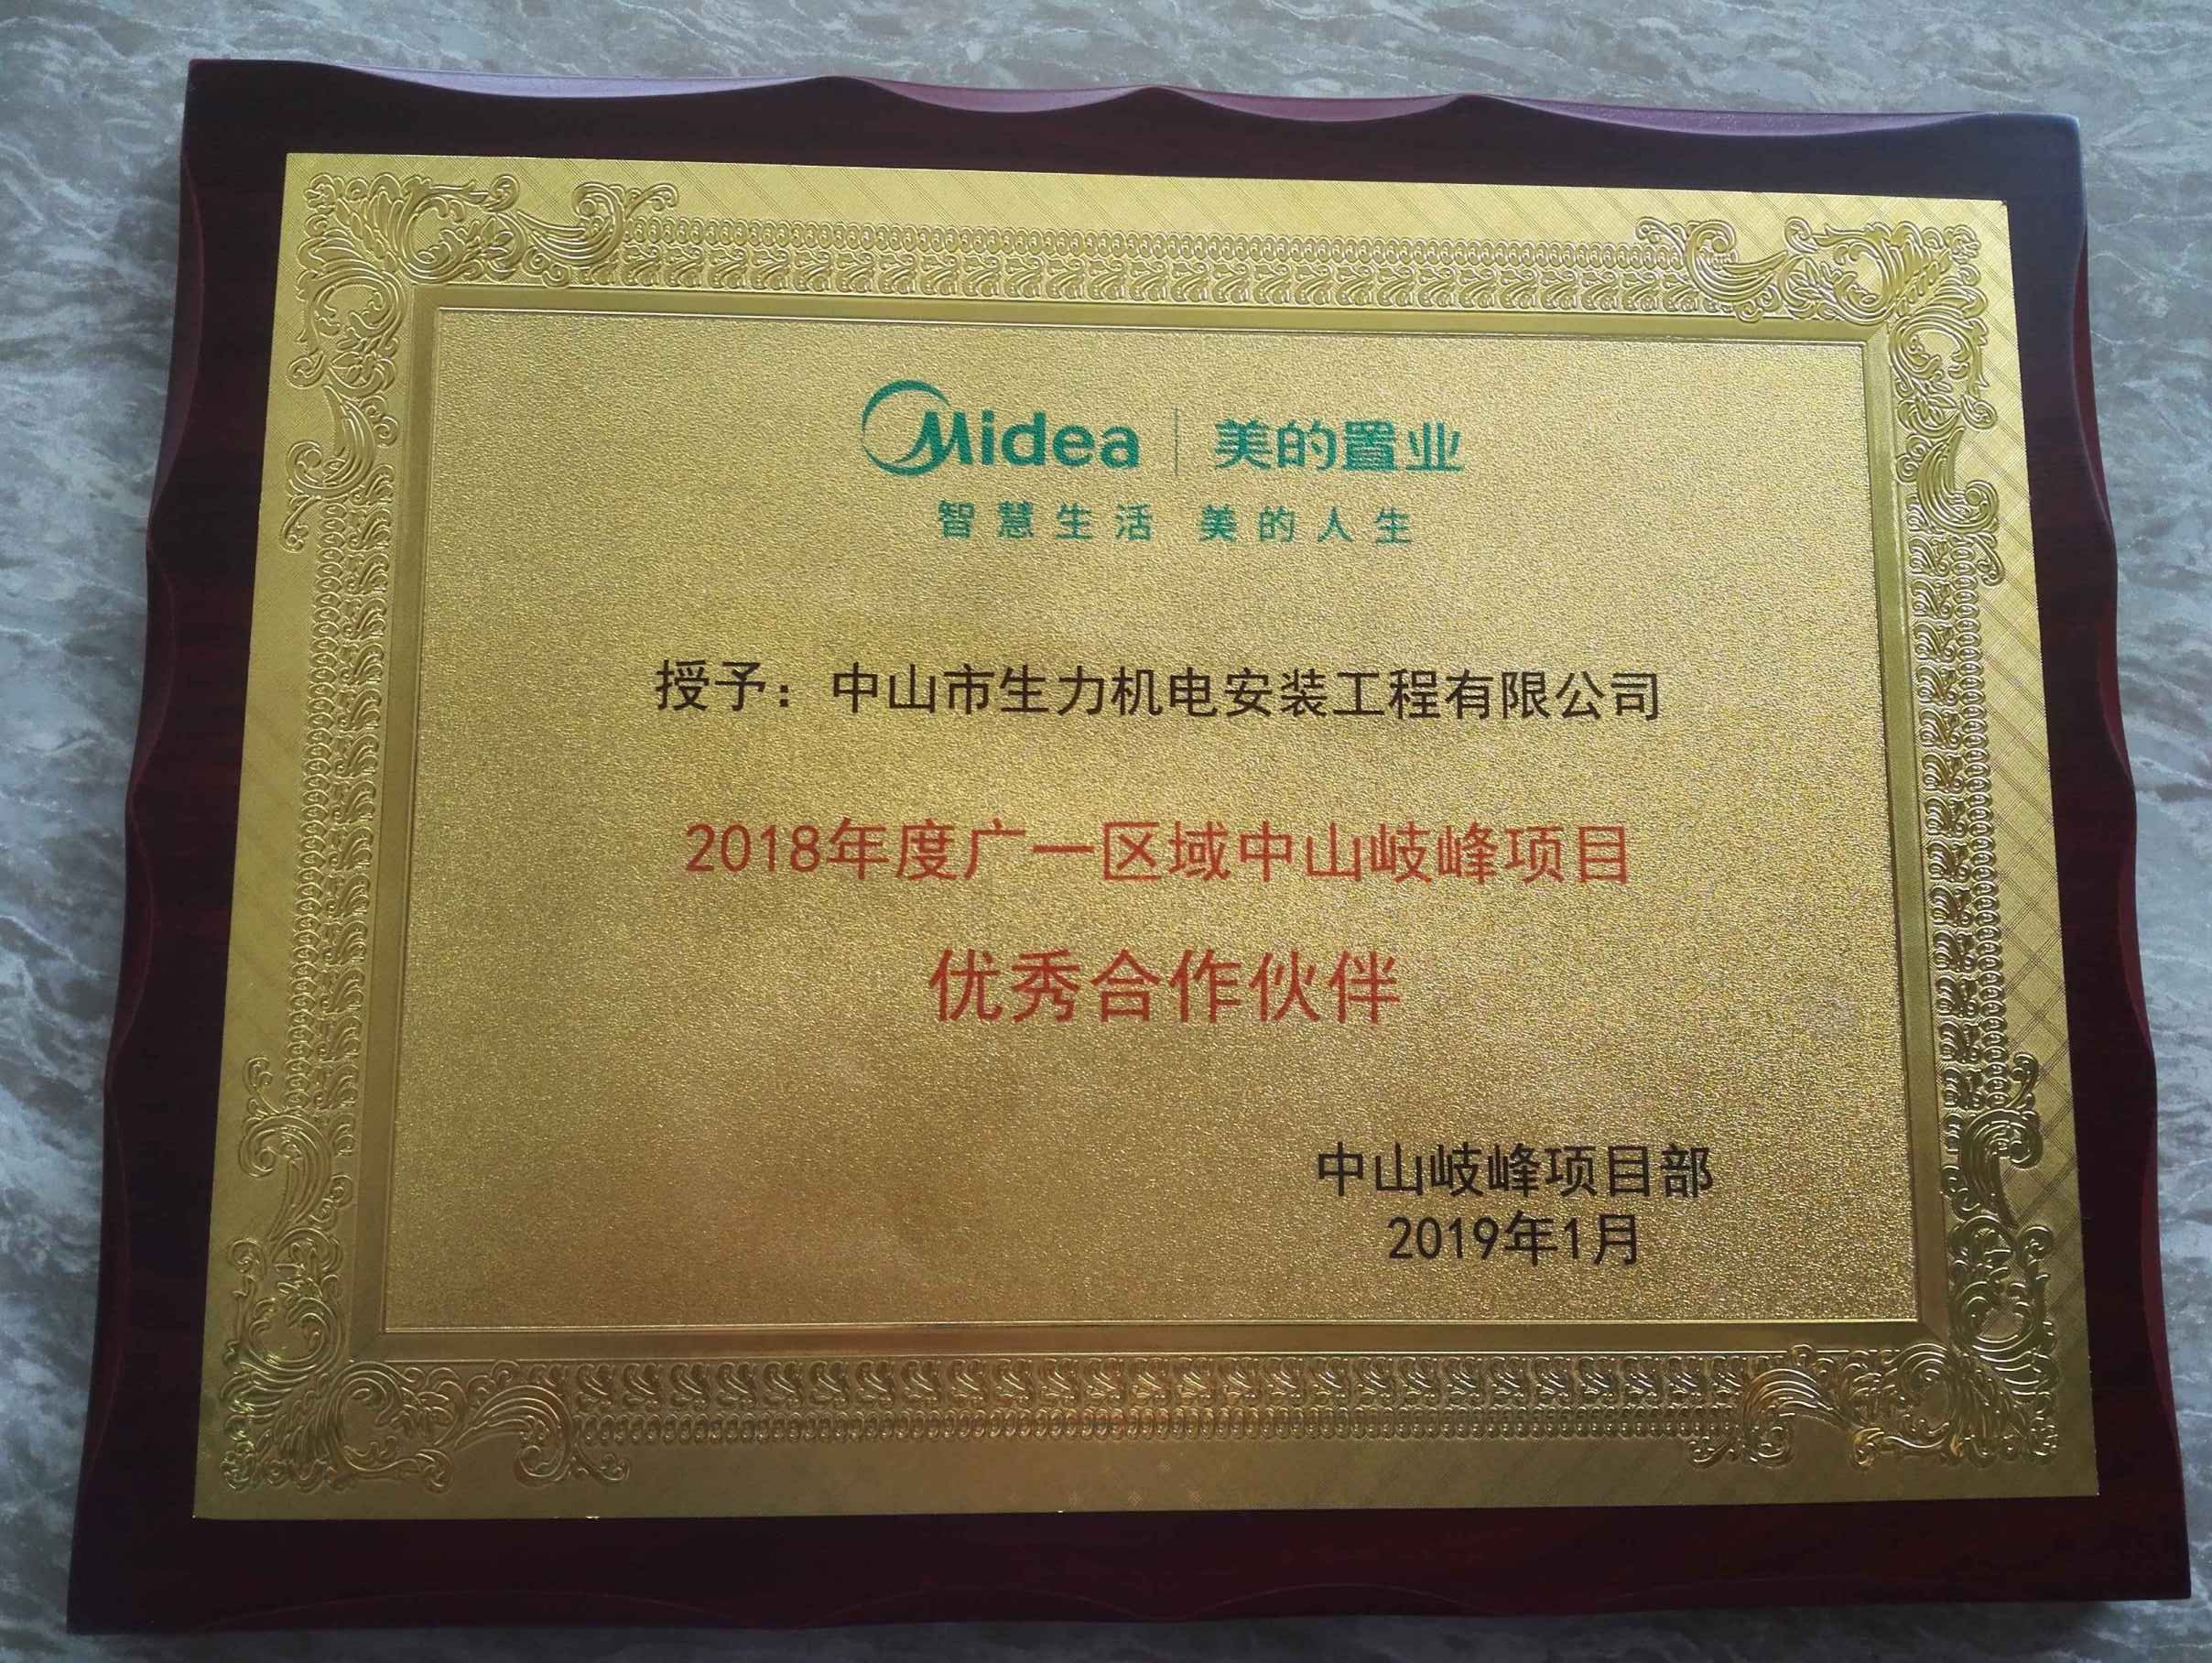 Midea 美的置业
智慧生活 美的人生
授予：中山市生力机电安装工程有限公司
2018年度广一区域中山岐峰项目
优秀合作伙伴
中山岐峰项目部
2019年1月